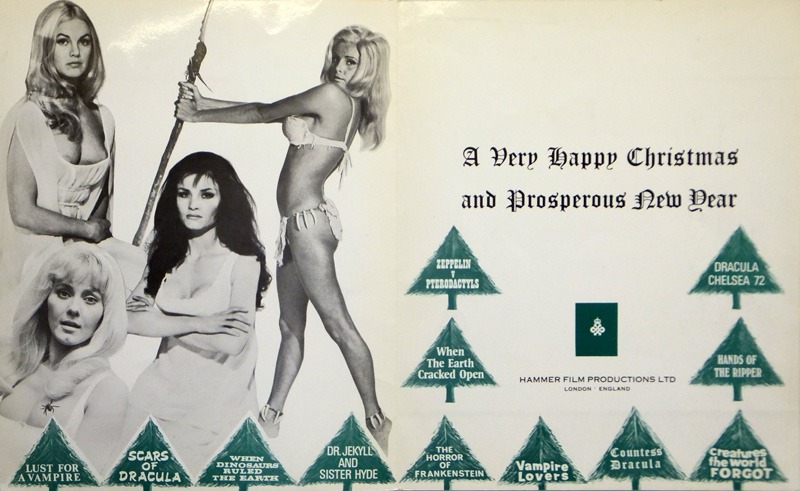 A Very Happy Christmas
and Prosperous New Year
ZEPPELIN
V
PTERODACTYLS
DRACULA
CHELSEA 72
When
The Earth
Cracked Open
HANDS OF
THE RIPPER
HAMMER FILM PRODUCTIONS LTD
LONDON · ENGLAND
LUST FOR
A VAMPIRE
SCARS
OF
DRACULA
WHEN
DINOSAURS
RULED
THE EARTH
DR. JEKYLL
AND
SISTER HYDE
THE
HORROR
OF
FRANKENSTEIN
Vampire
Lovers
Countess
Dracula
Creatures
the World
FORGOT